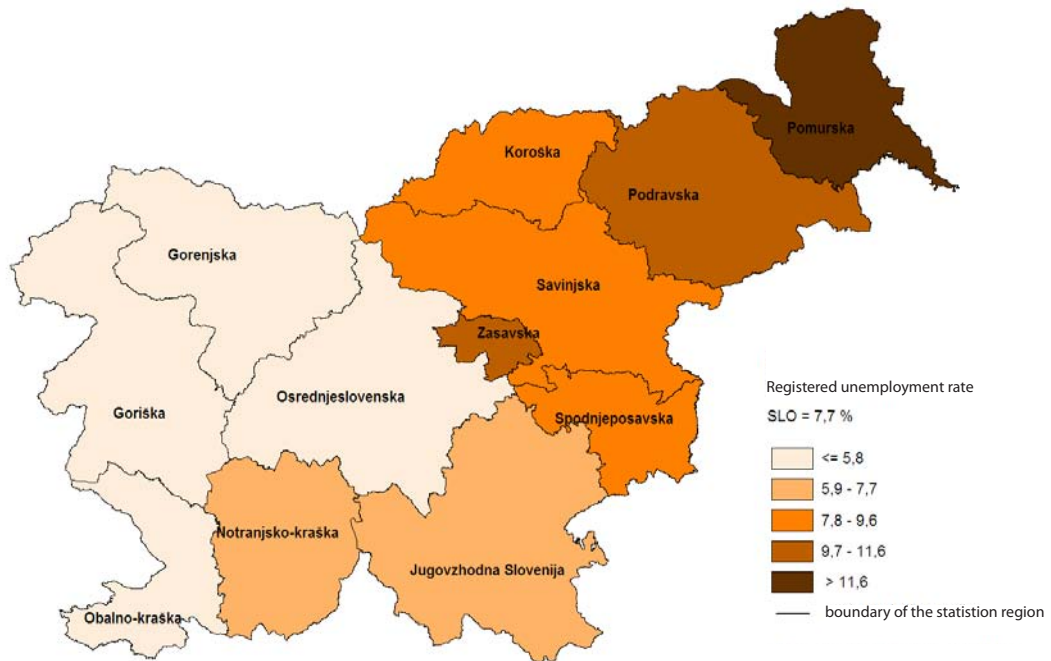 Pomurska
Koroška
Podravska
Gorenjska
Savinjska
Zasavska
Osrednjeslovenska
Goriška
Spodnjeposavska
Notranjsko-kraška
Jugovzhodna Slovenija
Obalno-kraška
Registered unemployment rate
SLO = 7,7 %
<= 5,8
5,9 - 7,7
7,8 - 9,6
9,7 - 11,6
> 11,6
boundary of the statistion region